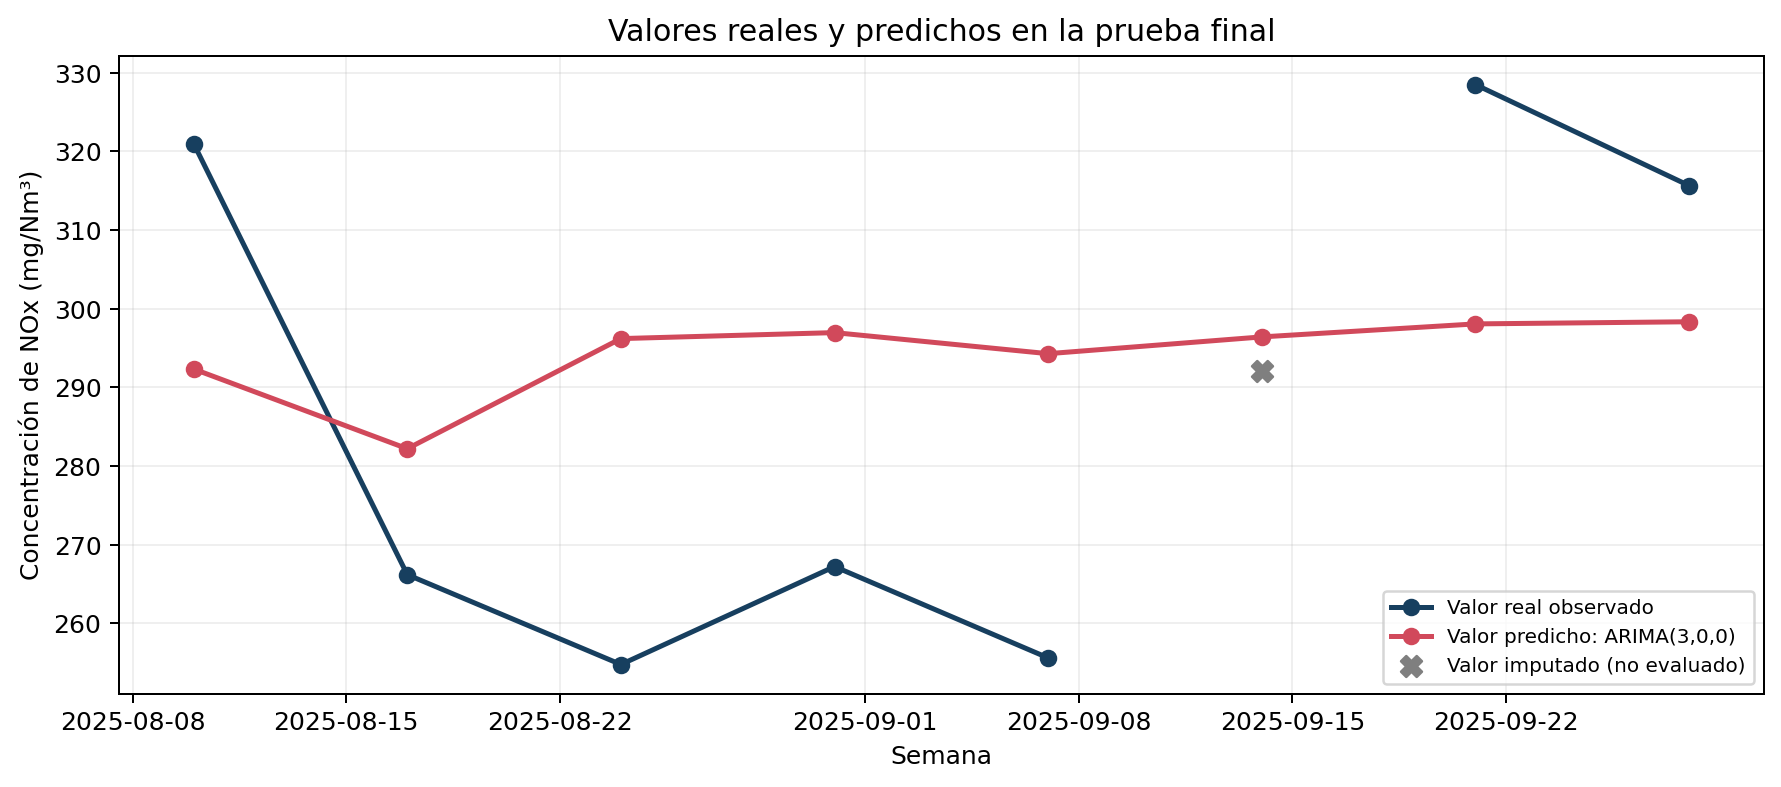 Valores reales y predichos en la prueba final
Concentración de NOx (mg/Nm³)
330
320
310
300
290
280
270
260
Valor real observado
Valor predicho: ARIMA(3,0,0)
Valor imputado (no evaluado)
2025-08-08 2025-08-15 2025-08-22 2025-09-01 2025-09-08 2025-09-15 2025-09-22
Semana